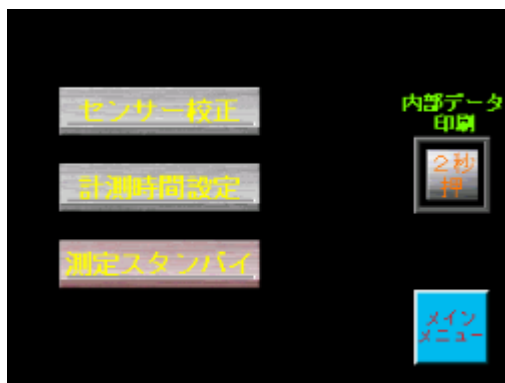 センサー校正
計測時間設定
測定スタンバイ
内部データ
印刷
２秒
押
メイン
メニュー